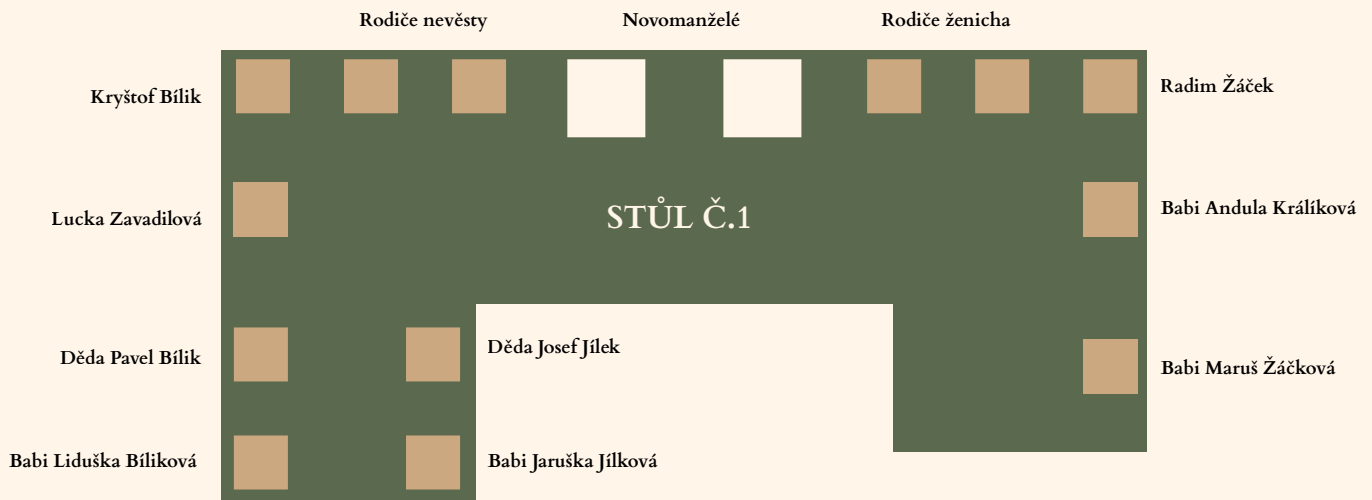 Rodiče nevěsty
Novomanželé
Rodiče ženicha
Kryštof Bílik
Radim Žáček
Lucka Zavadilová
STŮL Č.1
Babi Andula Králíková
Děda Pavel Bílik
Děda Josef Jílek
Babi Maruš Žáčková
Babi Liduška Bíliková
Babi Jaruška Jílková